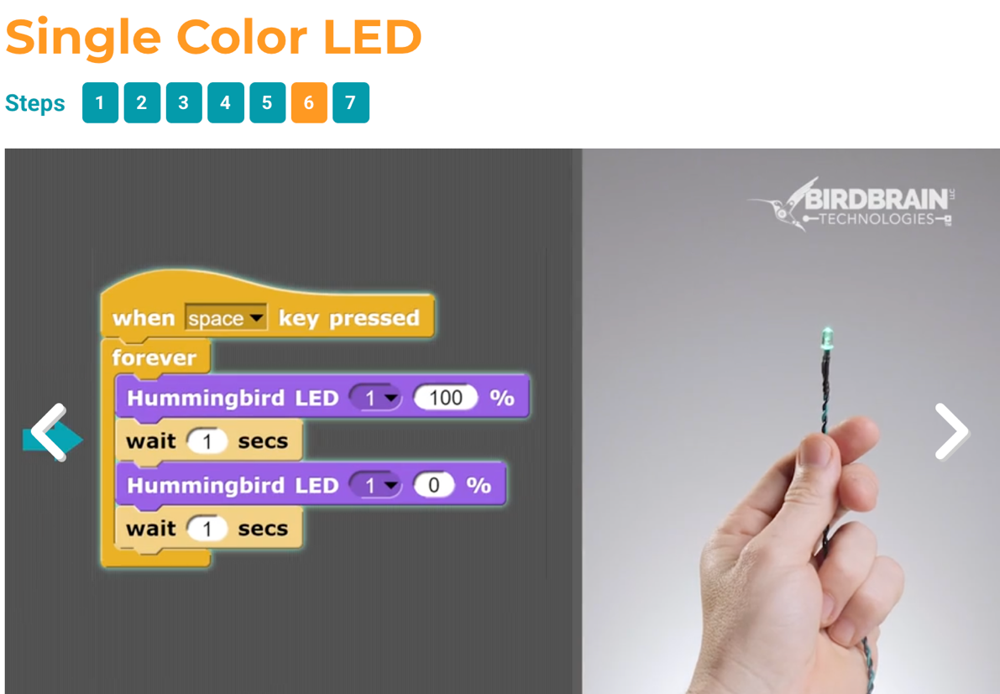 Single Color LED
Steps 1 2 3 4 5 6 7
BIRDBRAIN LLC
TECHNOLOGIES
when space key pressed
forever
Hummingbird LED 1 100 %
wait 1 secs
Hummingbird LED 1 0 %
wait 1 secs